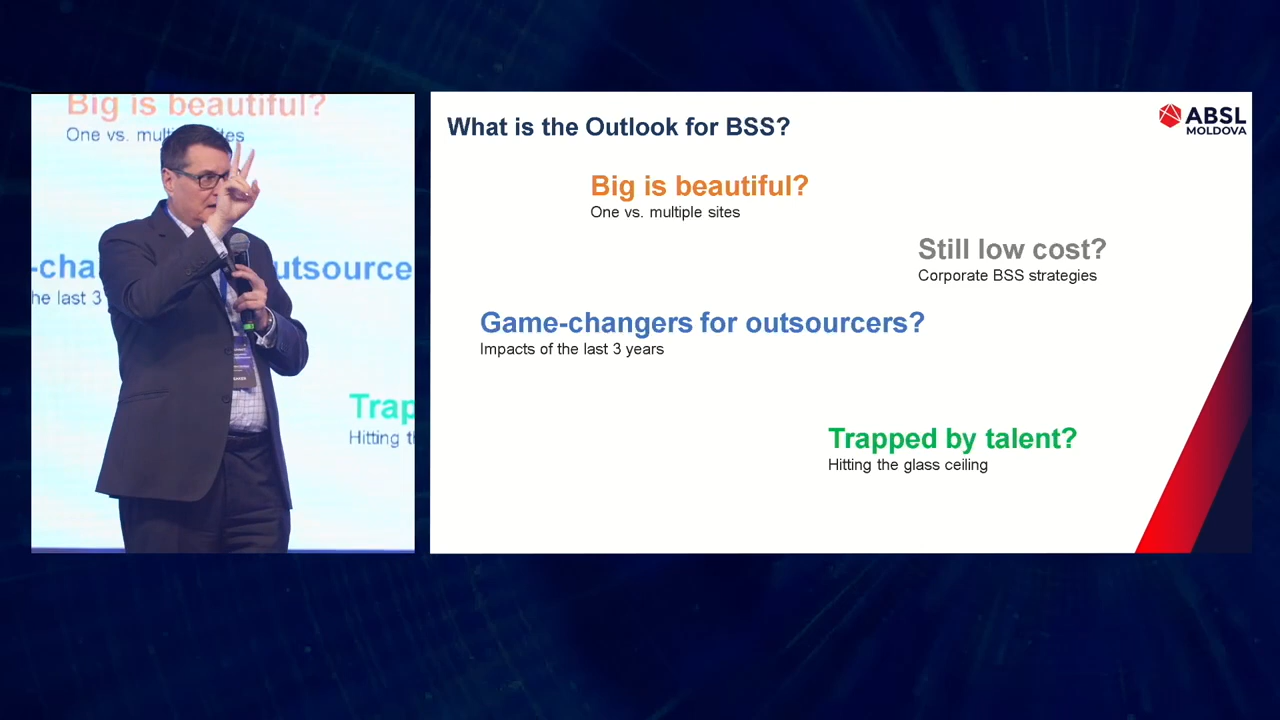 Big is beautiful?
One vs. mul es
-cha utsource
he last 3
Trap
Hitting t
What is the Outlook for BSS?
ABSL
MOLDOVA
Big is beautiful?
One vs. multiple sites
Still low cost?
Corporate BSS strategies
Game-changers for outsourcers?
Impacts of the last 3 years
Trapped by talent?
Hitting the glass ceiling